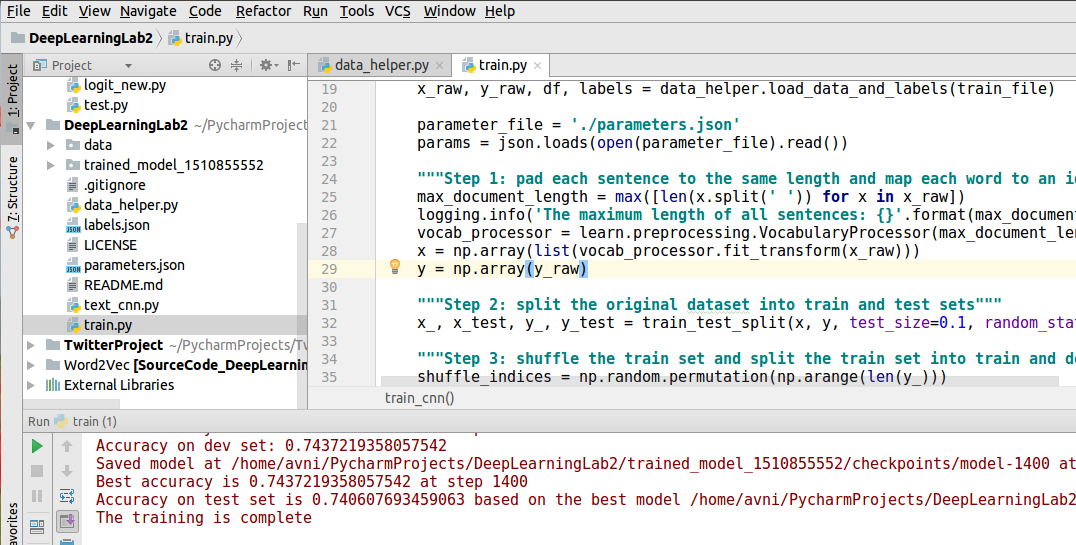 File Edit View Navigate Code Refactor Run Tools VCS Window Help
DeepLearningLab2 train.py
1: Project
7: Structure
Project
logit_new.py
test.py
DeepLearningLab2 ~/PycharmProject
data
trained_model_1510855552
.gitignore
data_helper.py
labels.json
LICENSE
parameters.json
README.md
text_cnn.py
train.py
TwitterProject ~/PycharmProjects/Tw
Word2Vec [SourceCode_DeepLearnin
External Libraries
data_helper.py train.py
19 x_raw, y_raw, df, labels = data_helper.load_data_and_labels(train_file)
20
21 parameter_file = './parameters.json'
22 params = json.loads(open(parameter_file).read())
23
24 """Step 1: pad each sentence to the same length and map each word to an i
25 max_document_length = max([len(x.split(' ')) for x in x_raw])
26 logging.info('The maximum length of all sentences: {}'.format(max_documen
27 vocab_processor = learn.preprocessing.VocabularyProcessor(max_document_le
28 x = np.array(list(vocab_processor.fit_transform(x_raw)))
29 y = np.array(y_raw)
30
31 """Step 2: split the original dataset into train and test sets"""
32 x_, x_test, y_, y_test = train_test_split(x, y, test_size=0.1, random_sta
33
34 """Step 3: shuffle the train set and split the train set into train and d
35 shuffle_indices = np.random.permutation(np.arange(len(y_)))
train_cnn()
Run train (1)
Accuracy on dev set: 0.7437219358057542
Saved model at /home/avni/PycharmProjects/DeepLearningLab2/trained_model_1510855552/checkpoints/model-1400 at
Best accuracy is 0.7437219358057542 at step 1400
Accuracy on test set is 0.740607693459063 based on the best model /home/avni/PycharmProjects/DeepLearningLab2
The training is complete
avorites